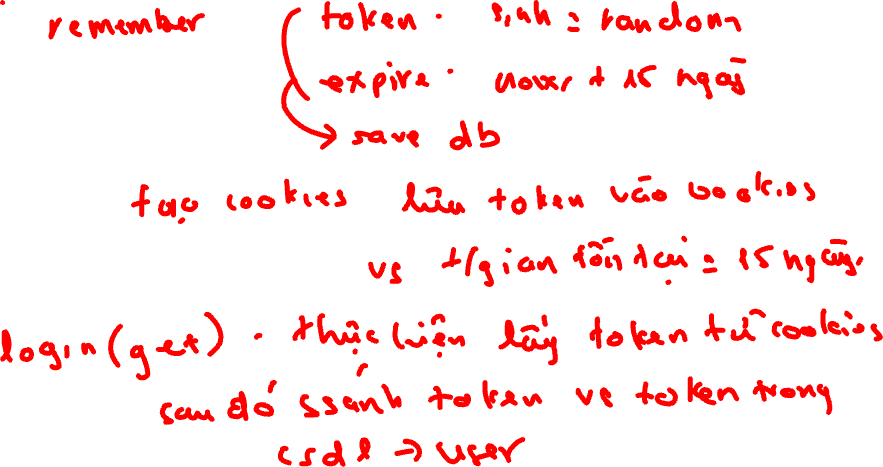 remember token. sinh = random
expire. now + 15 ngày
→ save db
tạo cookies lưu token vào cookies
vs t/gian tồn tại = 15 ngày.
login(get). thực hiện lấy token từ cookies
sau đó ssánh token vs token trong
csdl → user